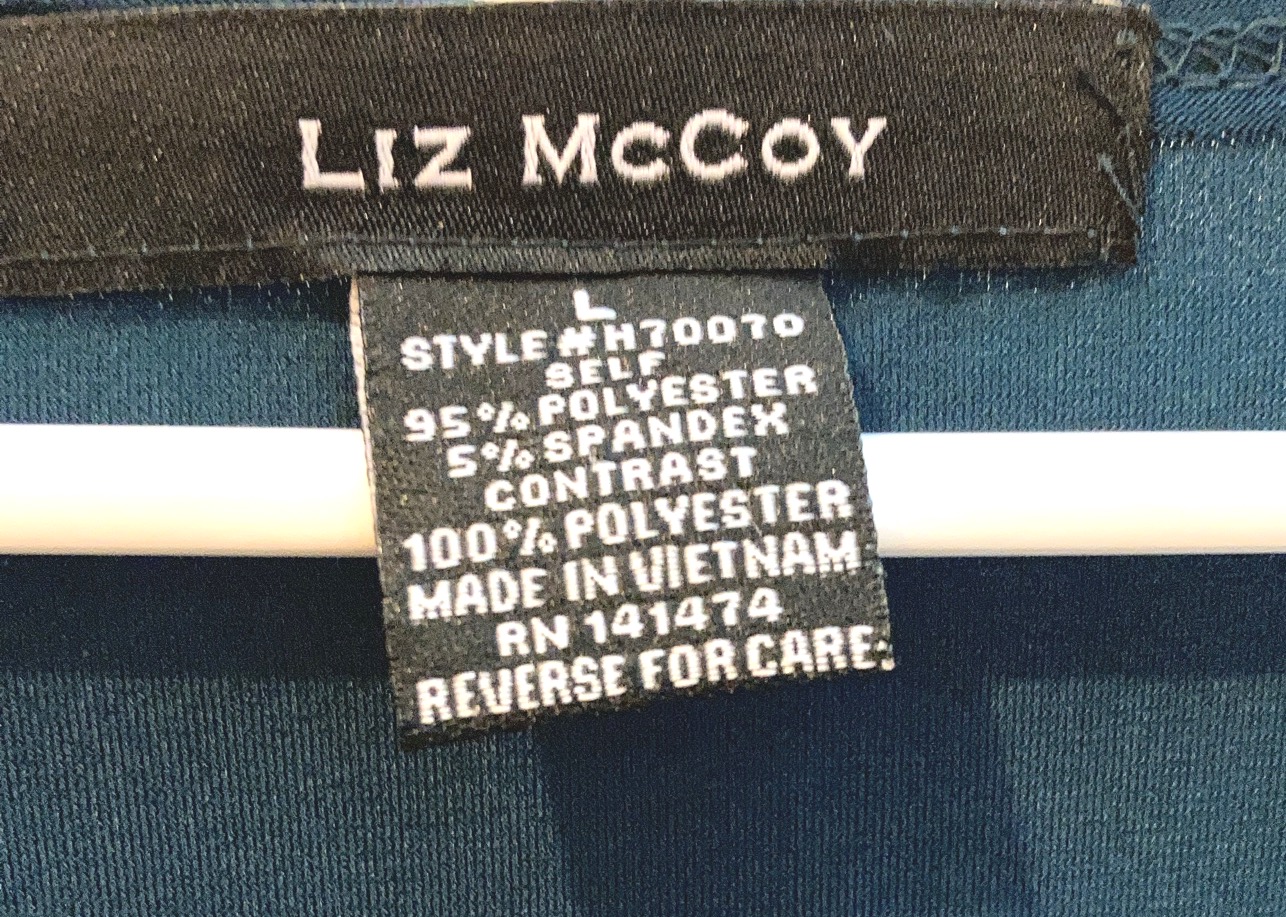 LIZ MCCOY
L
STYLE#H70070
SELF
95% POLYESTER
5% SPANDEX
CONTRAST
100% POLYESTER
MADE IN VIETNAM
RN 141474
REVERSE FOR CARE.